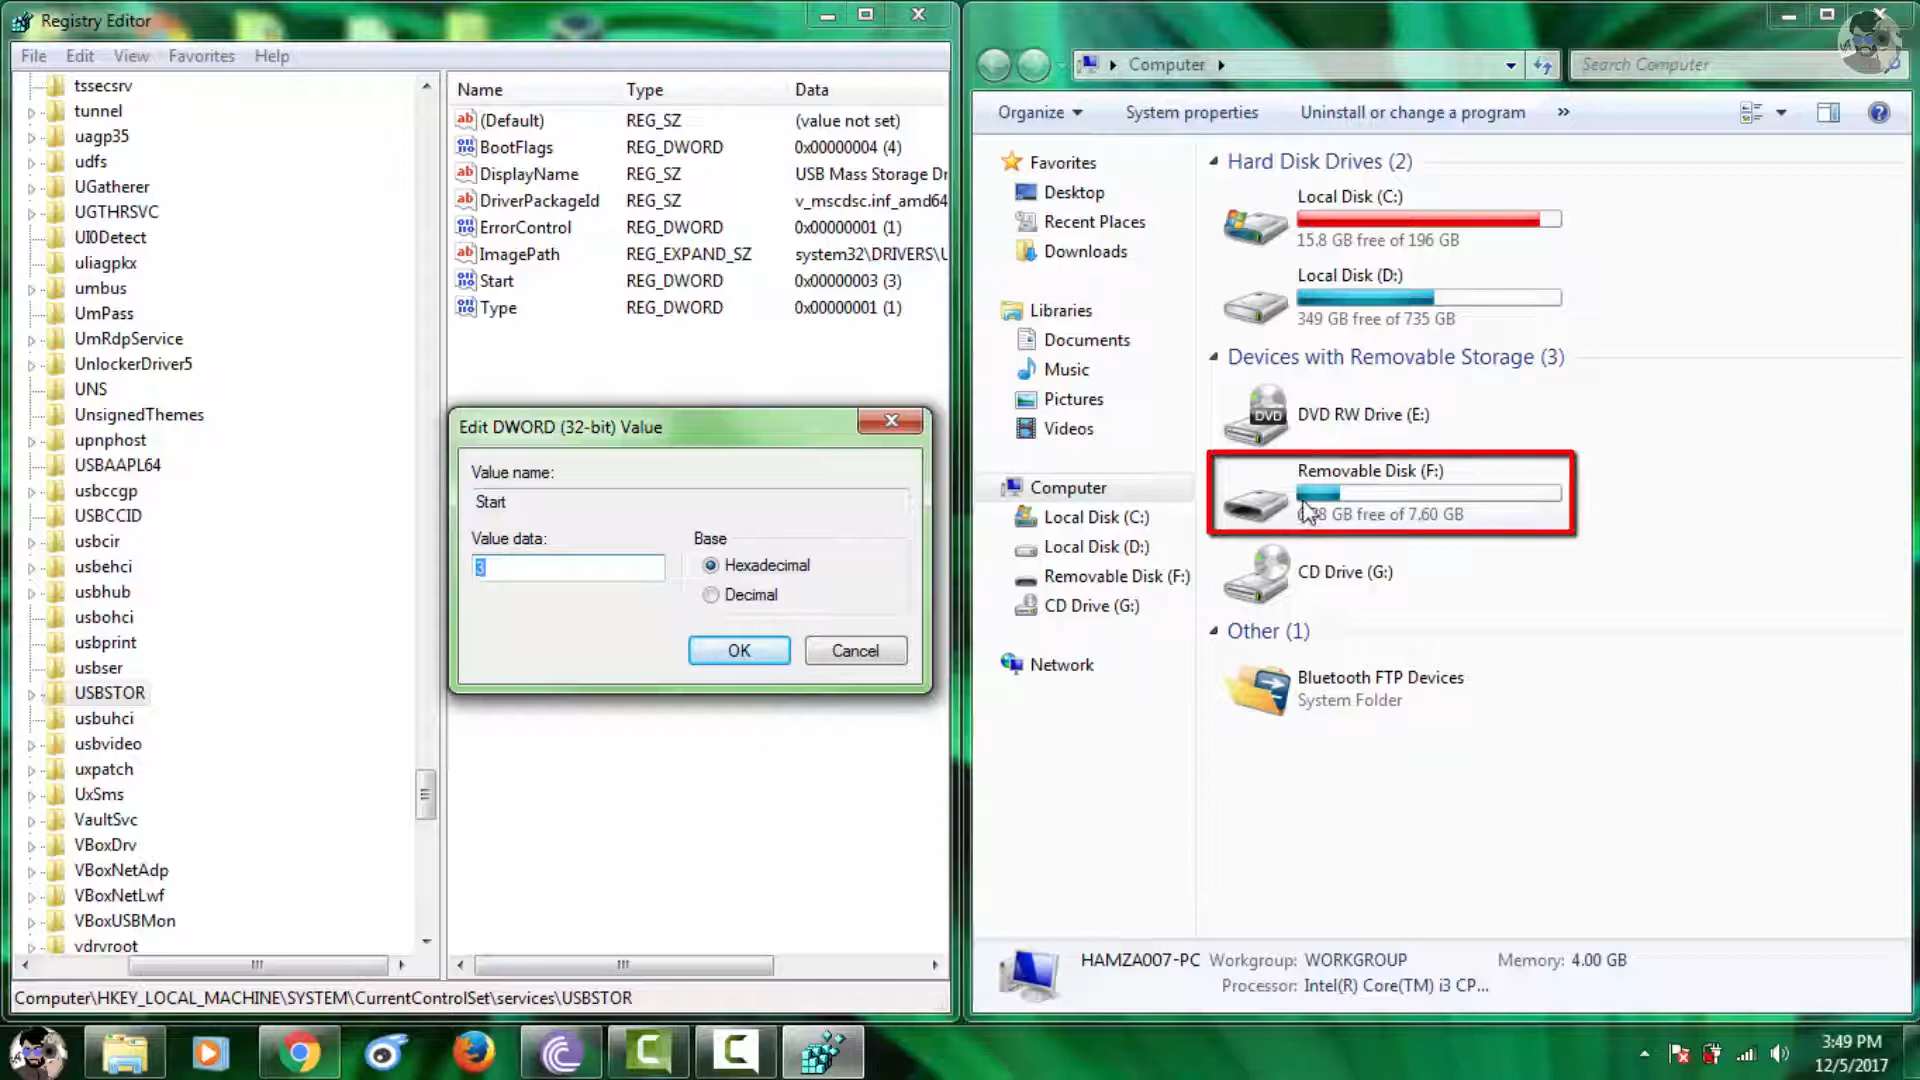 Registry Editor
File Edit View Favorites Help
tssecsrv
tunnel
uagp35
udfs
UGatherer
UGTHRSVC
UI0Detect
uliagpkx
umbus
UmPass
UmRdpService
UnlockerDriver5
UNS
UnsignedThemes
upnphost
USBAAPL64
usbccgp
USBCCID
usbcir
usbehci
usbhub
usbohci
usbprint
usbser
USBSTOR
usbuhci
usbvideo
uxpatch
UxSms
VaultSvc
VBoxDrv
VBoxNetAdp
VBoxNetLwf
VBoxUSBMon
vdrvroot
Name Type Data
(Default) REG_SZ (value not set)
BootFlags REG_DWORD 0x00000004 (4)
DisplayName REG_SZ USB Mass Storage Dr
DriverPackageId REG_SZ v_mscdsc.inf_amd64
ErrorControl REG_DWORD 0x00000001 (1)
ImagePath REG_EXPAND_SZ system32\DRIVERS\U
Start REG_DWORD 0x00000003 (3)
Type REG_DWORD 0x00000001 (1)
Edit DWORD (32-bit) Value
Value name:
Start
Value data: Base
3 Hexadecimal
Decimal
OK Cancel
Computer\HKEY_LOCAL_MACHINE\SYSTEM\CurrentControlSet\services\USBSTOR
Computer Search Computer
Organize System properties Uninstall or change a program »
Favorites
Desktop
Recent Places
Downloads
Libraries
Documents
Music
Pictures
Videos
Computer
Local Disk (C:)
Local Disk (D:)
Removable Disk (F:)
CD Drive (G:)
Network
Hard Disk Drives (2)
Local Disk (C:)
15.8 GB free of 196 GB
Local Disk (D:)
349 GB free of 735 GB
Devices with Removable Storage (3)
DVD
DVD RW Drive (E:)
Removable Disk (F:)
GB free of 7.60 GB
CD Drive (G:)
Other (1)
Bluetooth FTP Devices
System Folder
HAMZA007-PC Workgroup: WORKGROUP Memory: 4.00 GB
Processor: Intel(R) Core(TM) i3 CP...
3:49 PM
12/5/2017